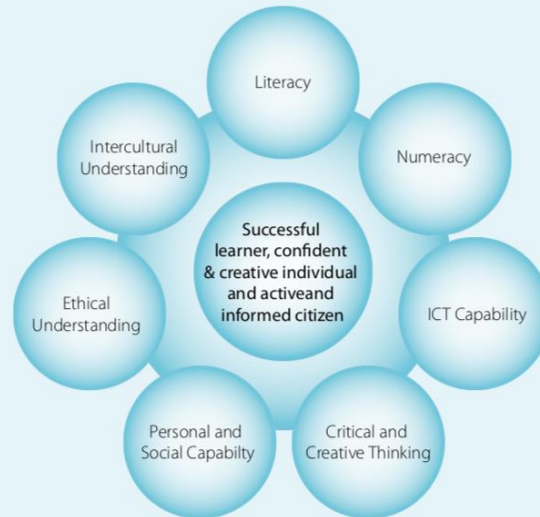 Literacy
Intercultural
Understanding
Numeracy
Successful
learner, confident
& creative individual
and activeand
informed citizen
Ethical
Understanding
ICT Capability
Personal and
Social Capabilty
Critical and
Creative Thinking